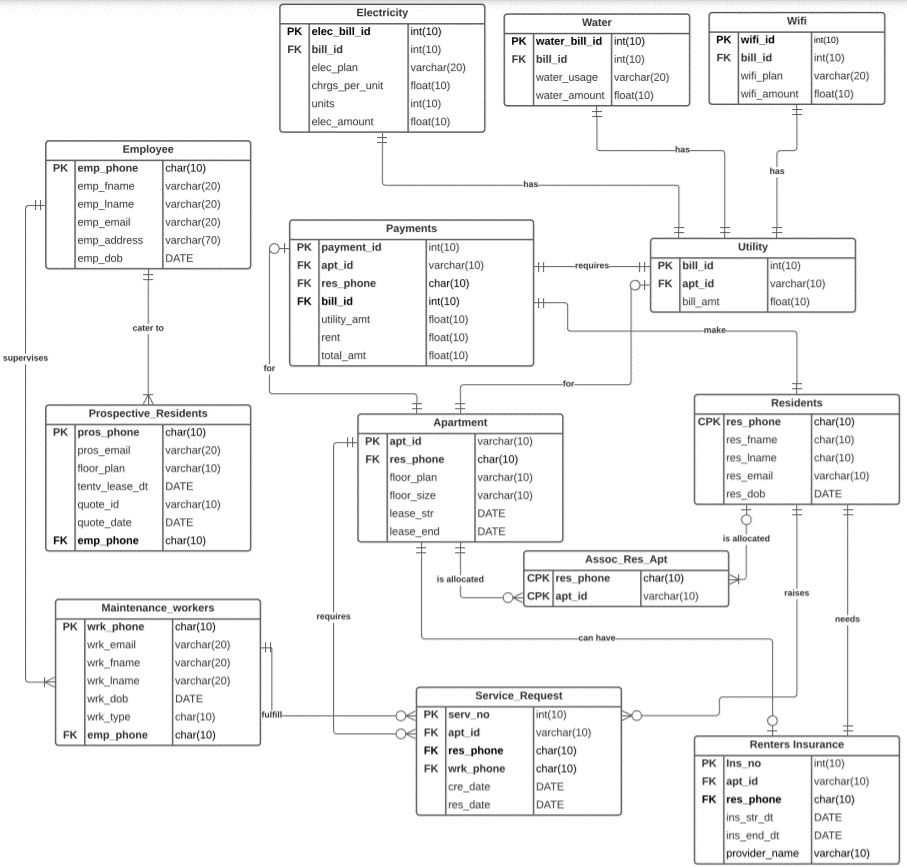 Electricity
PK elec_bill_id int(10)
FK bill_id int(10)
elec_plan varchar(20)
chrgs_per_unit float(10)
units int(10)
elec_amount float(10)
Water
PK water_bill_id int(10)
FK bill_id int(10)
water_usage varchar(20)
water_amount float(10)
Wifi
PK wifi_id int(10)
FK bill_id int(10)
wifi_plan varchar(20)
wifi_amount float(10)
has
has
has
Employee
PK emp_phone char(10)
emp_fname varchar(20)
emp_lname varchar(20)
emp_email varchar(20)
emp_address varchar(70)
emp_dob DATE
Payments
PK payment_id int(10)
FK apt_id varchar(10)
FK res_phone char(10)
FK bill_id int(10)
utility_amt float(10)
rent float(10)
total_amt float(10)
requires
Utility
PK bill_id int(10)
FK apt_id varchar(10)
bill_amt float(10)
cater to
make
supervises
for
for
Prospective_Residents
PK pros_phone char(10)
pros_email varchar(20)
floor_plan varchar(10)
tentv_lease_dt DATE
quote_id varchar(10)
quote_date DATE
FK emp_phone char(10)
Apartment
PK apt_id varchar(10)
FK res_phone char(10)
floor_plan varchar(10)
floor_size varchar(10)
lease_str DATE
lease_end DATE
Residents
CPK res_phone char(10)
res_fname char(10)
res_lname char(10)
res_email varchar(10)
res_dob DATE
is allocated
is allocated
Assoc_Res_Apt
CPK res_phone char(10)
CPK apt_id varchar(10)
raises
requires
needs
can have
Maintenance_workers
PK wrk_phone char(10)
wrk_email varchar(20)
wrk_fname varchar(20)
wrk_lname varchar(20)
wrk_dob DATE
wrk_type char(10)
FK emp_phone char(10)
fulfill
Service_Request
PK serv_no int(10)
FK apt_id varchar(10)
FK res_phone char(10)
FK wrk_phone char(10)
cre_date DATE
res_date DATE
Renters Insurance
PK Ins_no int(10)
FK apt_id varchar(10)
FK res_phone char(10)
ins_str_dt DATE
ins_end_dt DATE
provider_name varchar(10)